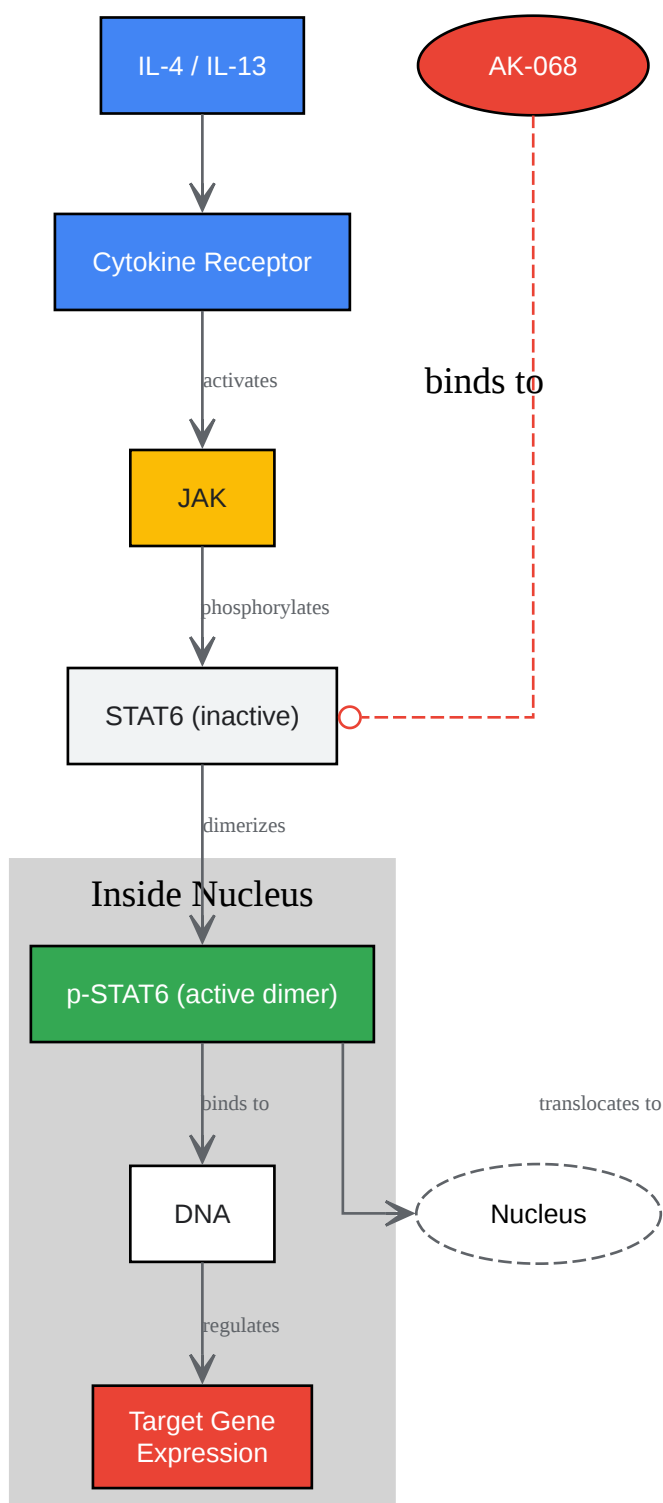 IL-4 / IL-13
AK-068
Cytokine Receptor
activates
binds to
JAK
phosphorylates
STAT6 (inactive)
dimerizes
Inside Nucleus
p-STAT6 (active dimer)
binds to
translocates to
DNA
Nucleus
regulates
Target Gene
Expression